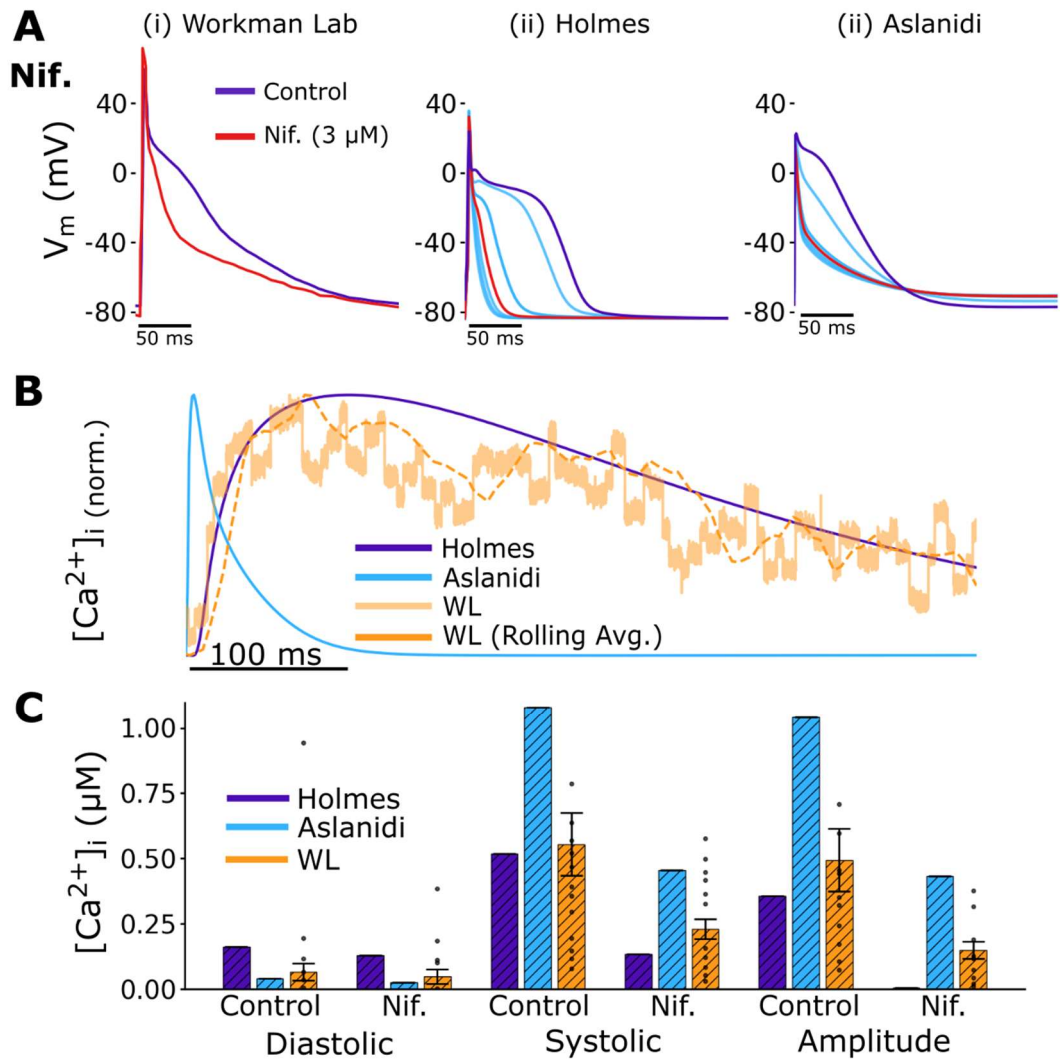 A
(i) Workman Lab
(ii) Holmes
(ii) Aslanidi
Nif.
Control
Nif. (3 μM)
V_m (mV)
40
0
-40
-80
50 ms
40
0
-40
-80
50 ms
40
0
-40
-80
50 ms
B
[Ca²⁺]i (norm.)
Holmes
Aslanidi
WL
WL (Rolling Avg.)
100 ms
C
[Ca²⁺]i (μM)
1.00
0.75
0.50
0.25
0.00
Holmes
Aslanidi
WL
Control Nif. Control Nif. Control Nif.
Diastolic Systolic Amplitude